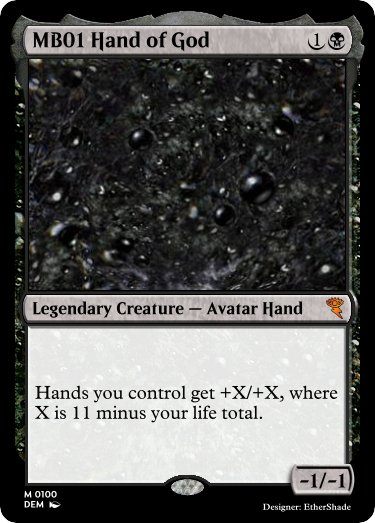 MB01 Hand of God 1
Legendary Creature — Avatar Hand
Hands you control get +X/+X, where
X is 11 minus your life total.
-1/-1
M 0100
DEM
Designer: EtherShade